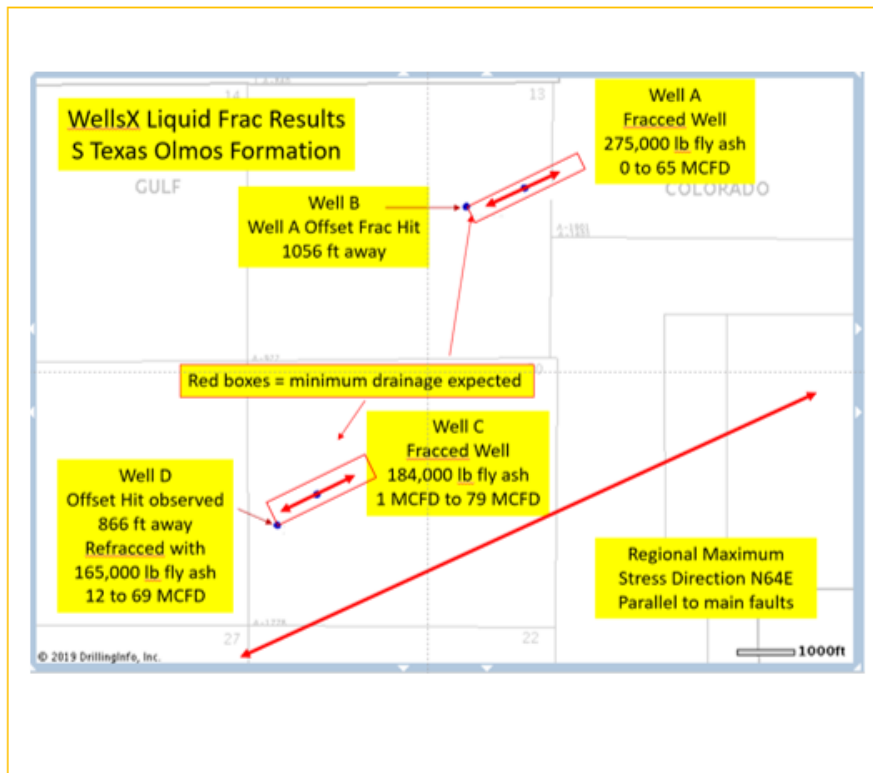 14
13
WellsX Liquid Frac Results
S Texas Olmos Formation
GULF
Well A
Fracced Well
275,000 lb fly ash
0 to 65 MCFD
COLORADO
Well B
Well A Offset Frac Hit
1056 ft away
Red boxes = minimum drainage expected
Well C
Fracced Well
184,000 lb fly ash
1 MCFD to 79 MCFD
Well D
Offset Hit observed
866 ft away
Refracced with
165,000 lb fly ash
12 to 69 MCFD
Regional Maximum
Stress Direction N64E
Parallel to main faults
27
22
© 2019 DrillingInfo, Inc.
1000ft